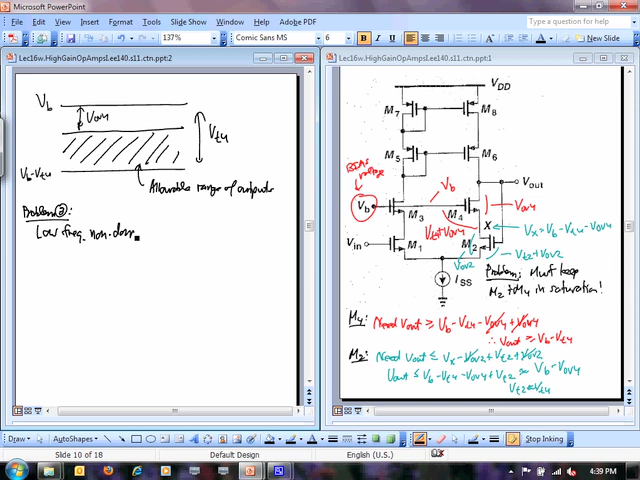 Microsoft PowerPoint
File Edit View Insert Format Tools Slide Show Window Help Adobe PDF
Type a question for help
137%
Comic Sans MS
6
New Slide
Lec16w.HighGainOpAmpsLee140.s11.ctn.ppt:2
Vb
Vov4
Vt4
Vb-Vt4
Allowable range of outputs
Problem ②
Low freq. non-dom
Lec16w.HighGainOpAmpsLee140.s11.ctn.ppt:1
VDD
M7
M8
M5
M6
Vout
BIAS voltage
Vb
Vb
Vov4
M3
M4
Vt4+Vov4
X
Vx=Vb-Vt4-Vov4
Vin
M1
M2
Vt2+Vov2
Vov2
ISS
Problem: Must keep
M2 & M4 in saturation!
M4: Need Vout ≥ Vb-Vt4-Vov4+Vov4
∴ Vout ≥ Vb-Vt4
M2: Need Vout ≤ Vx-Vov2+Vt2+Vov2
Vout ≤ Vb-Vt4-Vov4+Vt2 ≈ Vb-Vov4
Vt2≈Vt4
Draw AutoShapes
Stop Inking
Slide 10 of 18
Default Design
English (U.S.)
4:39 PM